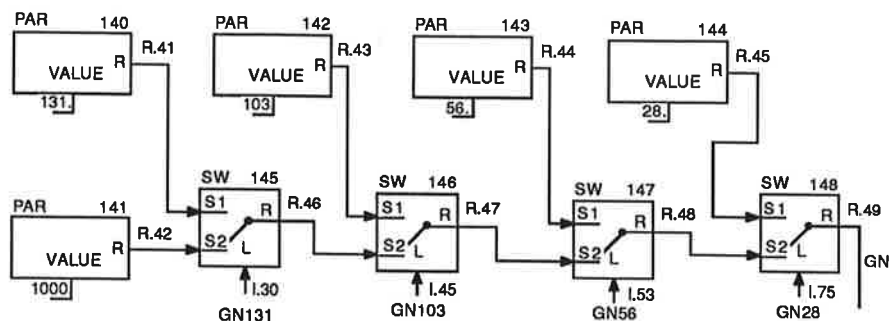 PAR 140
R R.41
VALUE
131.
PAR 142
R R.43
VALUE
103
PAR 143
R R.44
VALUE
56.
PAR 144
R R.45
VALUE
28.
PAR 141
R R.42
VALUE
1000
SW 145
S1
R R.46
S2
L
I.30
GN131
SW 146
S1
R R.47
S2
L
I.45
GN103
SW 147
S1
R R.48
S2
L
I.53
GN56
SW 148
S1
R R.49
S2
L
I.75
GN28
GN